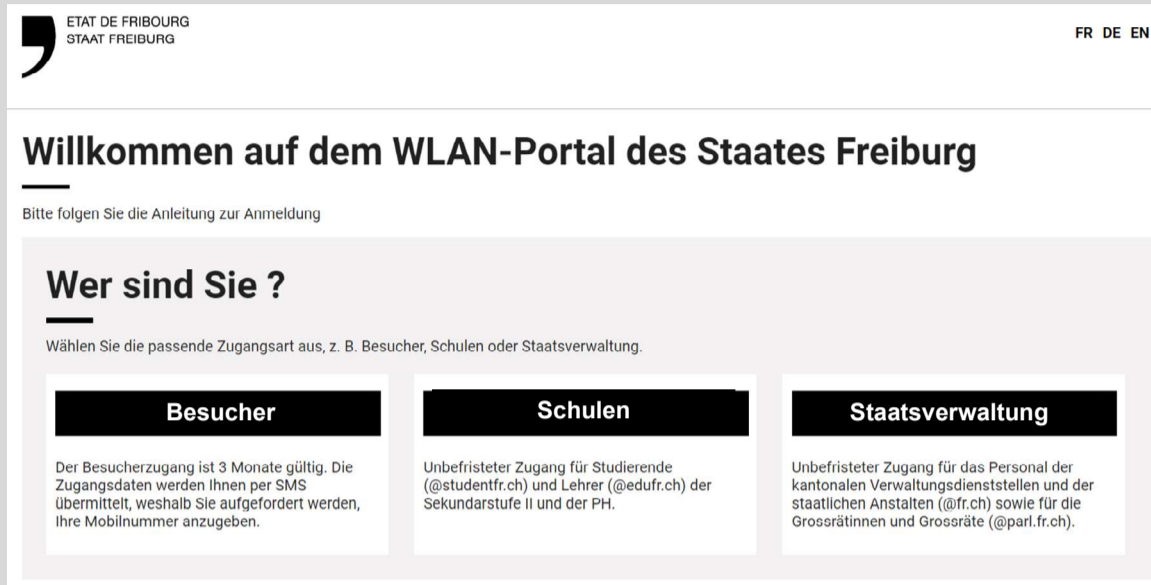 ETAT DE FRIBOURG
STAAT FREIBURG
FR DE EN
Willkommen auf dem WLAN-Portal des Staates Freiburg
Bitte folgen Sie die Anleitung zur Anmeldung
Wer sind Sie ?
Wählen Sie die passende Zugangsart aus, z. B. Besucher, Schulen oder Staatsverwaltung.
Besucher
Der Besucherzugang ist 3 Monate gültig. Die
Zugangsdaten werden Ihnen per SMS
übermittelt, weshalb Sie aufgefordert werden,
Ihre Mobilnummer anzugeben.
Schulen
Unbefristeter Zugang für Studierende
(@studentfr.ch) und Lehrer (@edufr.ch) der
Sekundarstufe II und der PH.
Staatsverwaltung
Unbefristeter Zugang für das Personal der
kantonalen Verwaltungsdienststellen und der
staatlichen Anstalten (@fr.ch) sowie für die
Grossrätinnen und Grossräte (@parl.fr.ch).